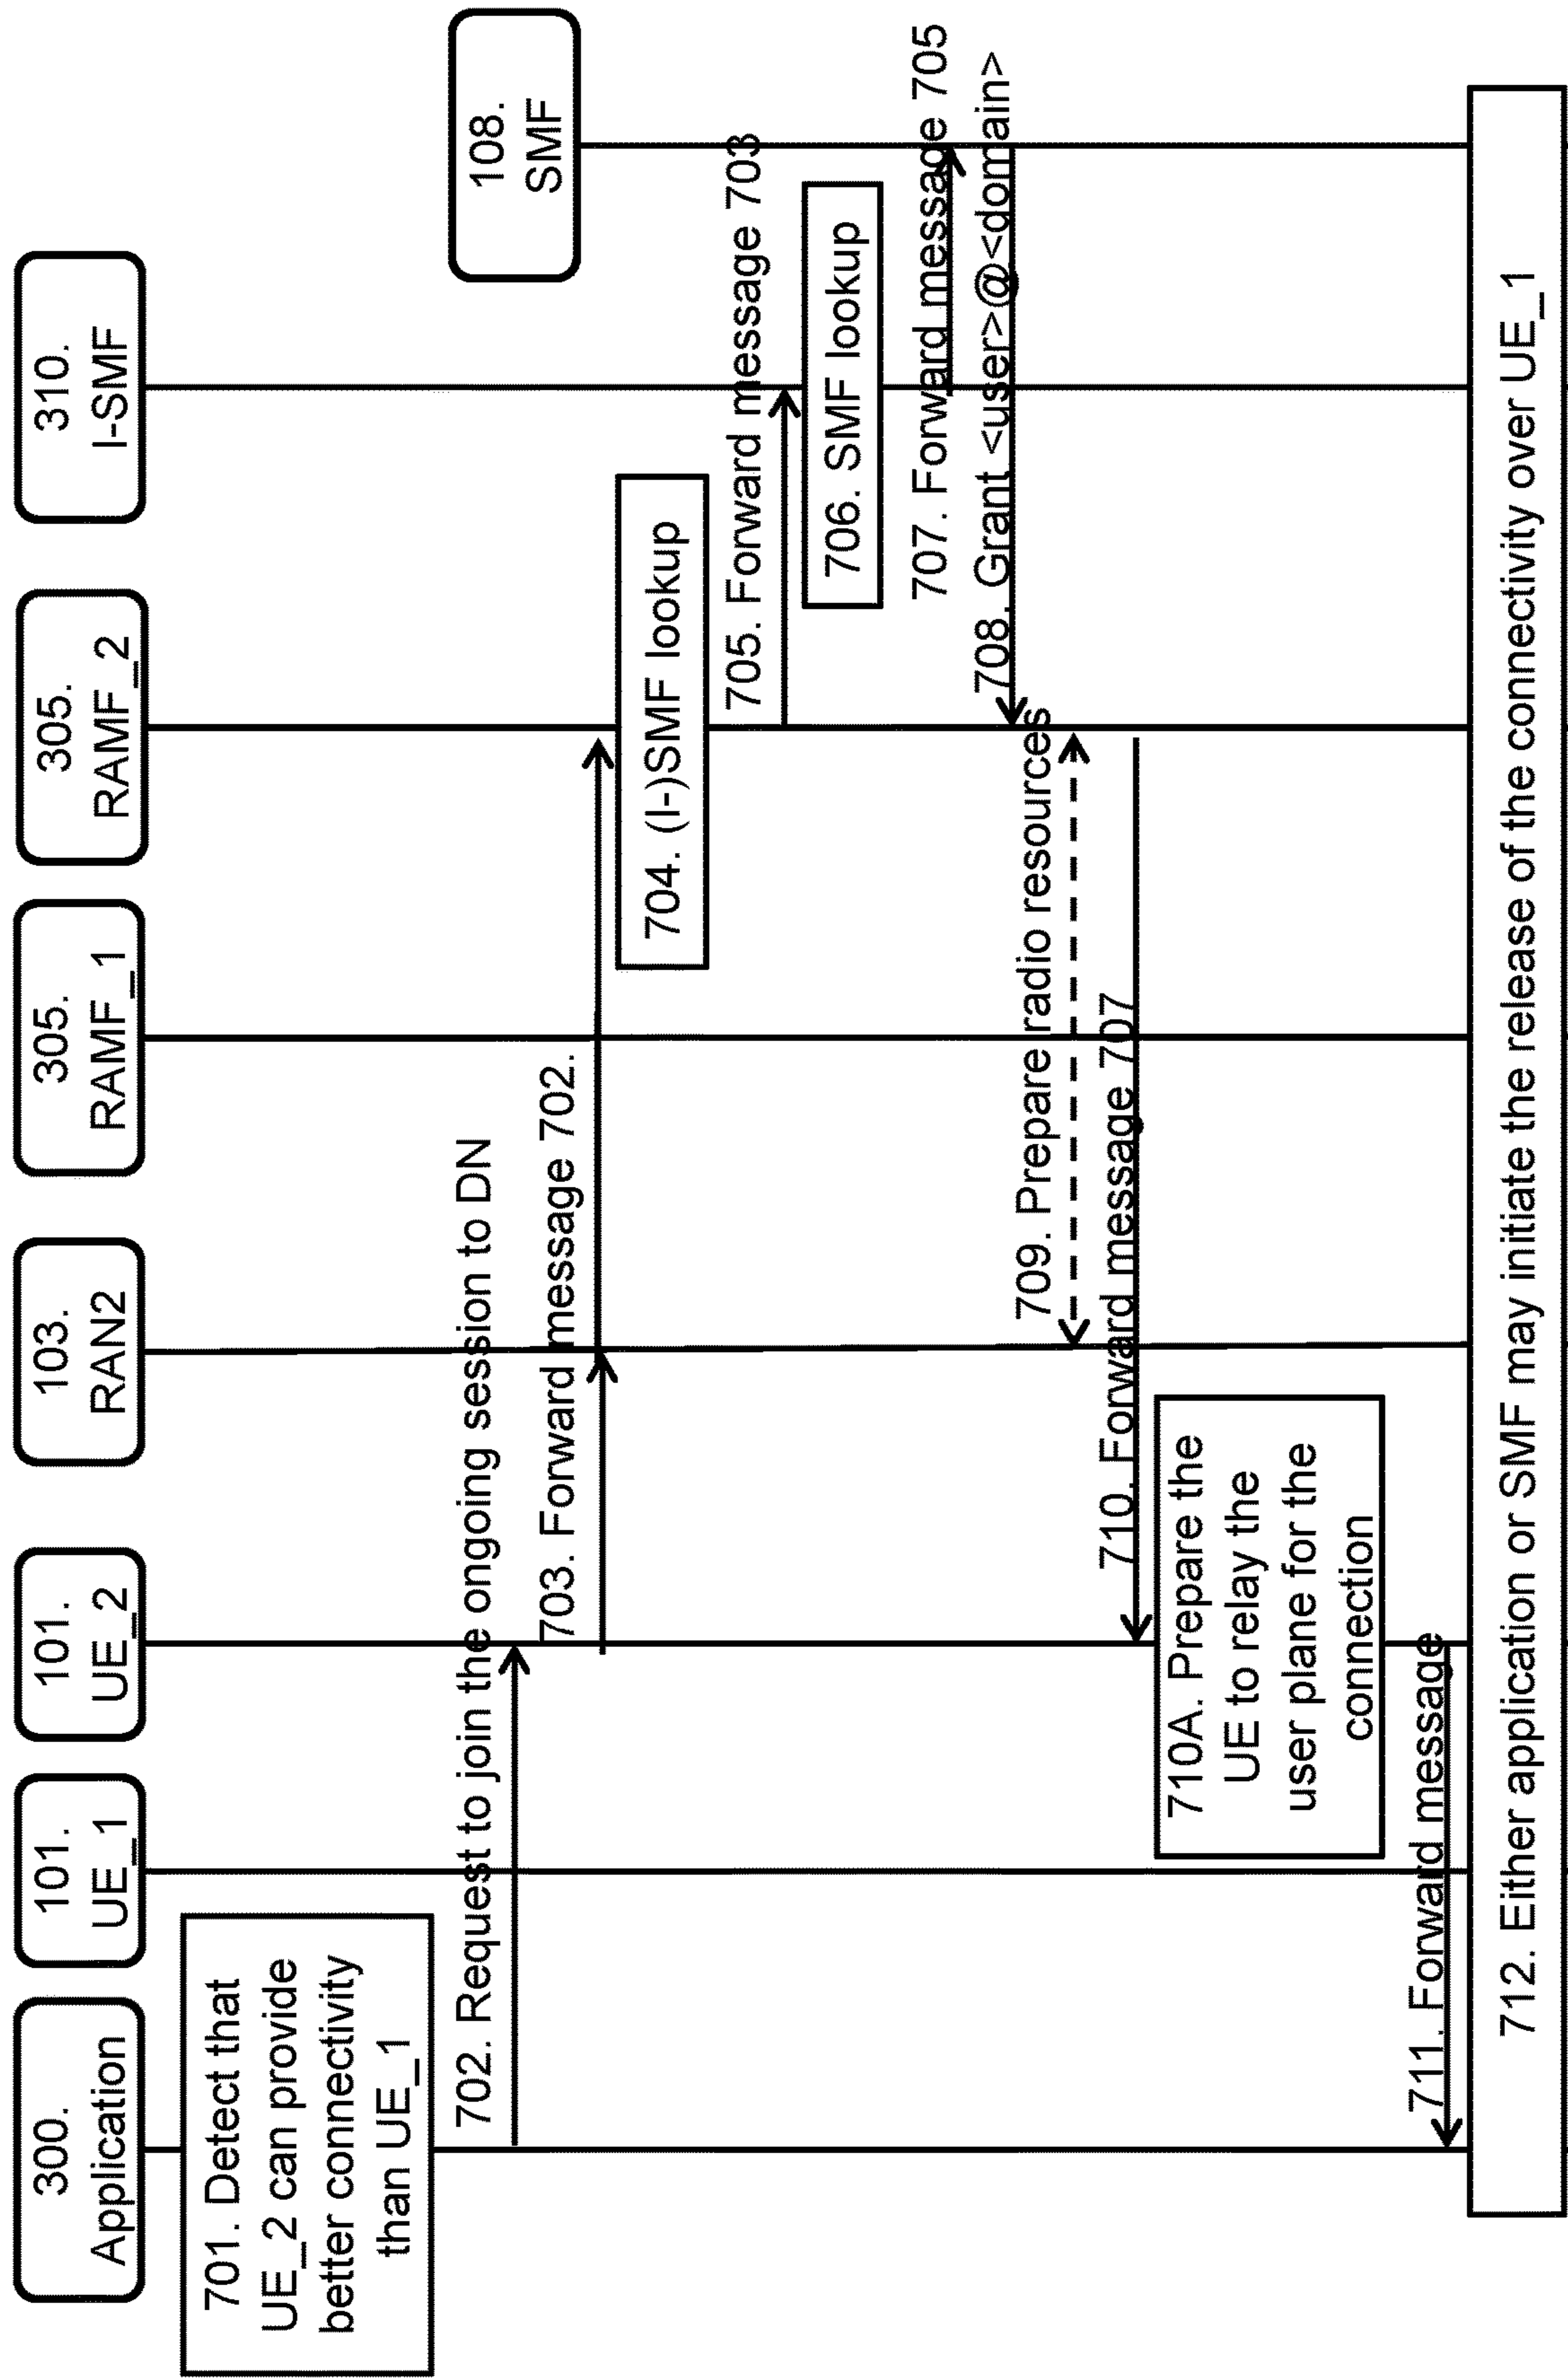 300.
Application
101.
UE_1
101.
UE_2
103.
RAN2
305.
RAMF_1
305.
RAMF_2
310.
I-SMF
108.
SMF
701. Detect that
UE_2 can provide
better connectivity
than UE_1
702. Request to join the ongoing session to DN
703. Forward message 702.
704. (I-)SMF lookup
705. Forward message 703
706. SMF lookup
707. Forward message 705
708. Grant <user>@<domain>
709. Prepare radio resources
710. Forward message 707
710A. Prepare the
UE to relay the
user plane for the
connection
711. Forward message
712. Either application or SMF may initiate the release of the connectivity over UE_1